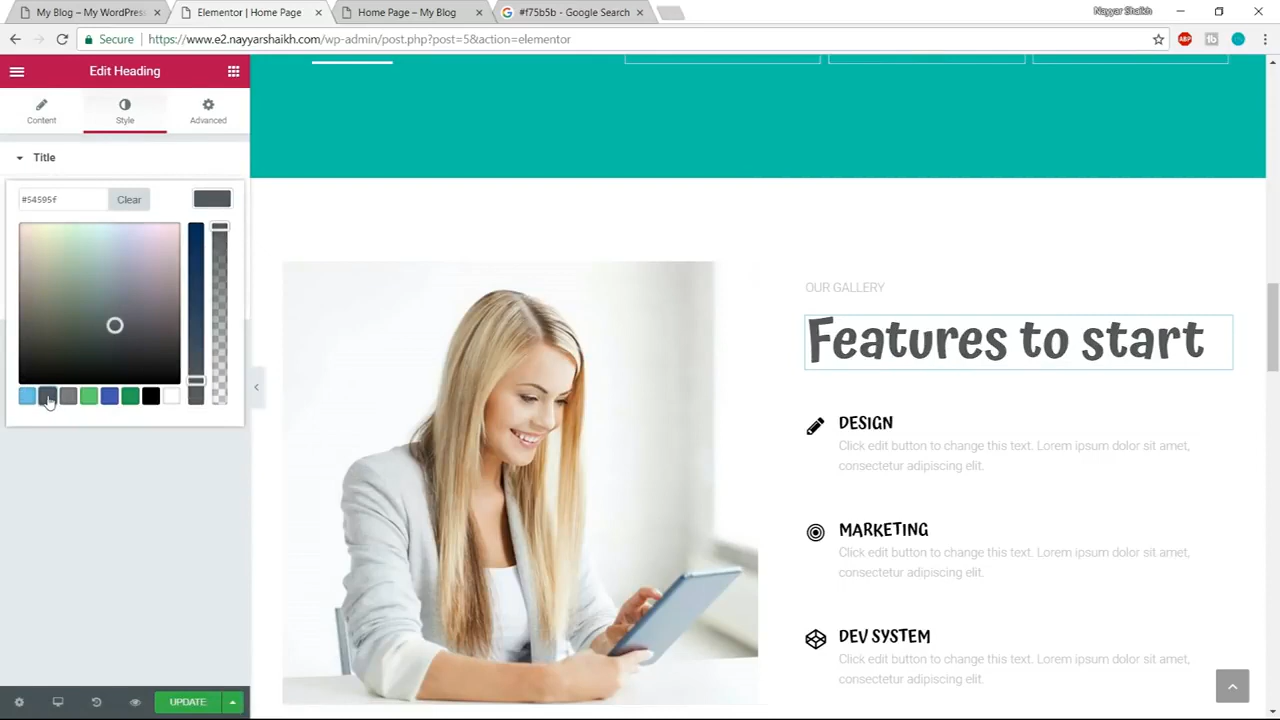 My Blog – My WordPress
Elementor | Home Page
Home Page – My Blog
#f75b5b - Google Search
Nayyar Shaikh
Secure
https://www.e2.nayyarshaikh.com/wp-admin/post.php?post=5&action=elementor
ABP
Edit Heading
Content
Style
Advanced
Title
#54595f
Clear
OUR GALLERY
Features to start
DESIGN
Click edit button to change this text. Lorem ipsum dolor sit amet,
consectetur adipiscing elit.
MARKETING
Click edit button to change this text. Lorem ipsum dolor sit amet,
consectetur adipiscing elit.
DEV SYSTEM
Click edit button to change this text. Lorem ipsum dolor sit amet,
consectetur adipiscing elit.
UPDATE